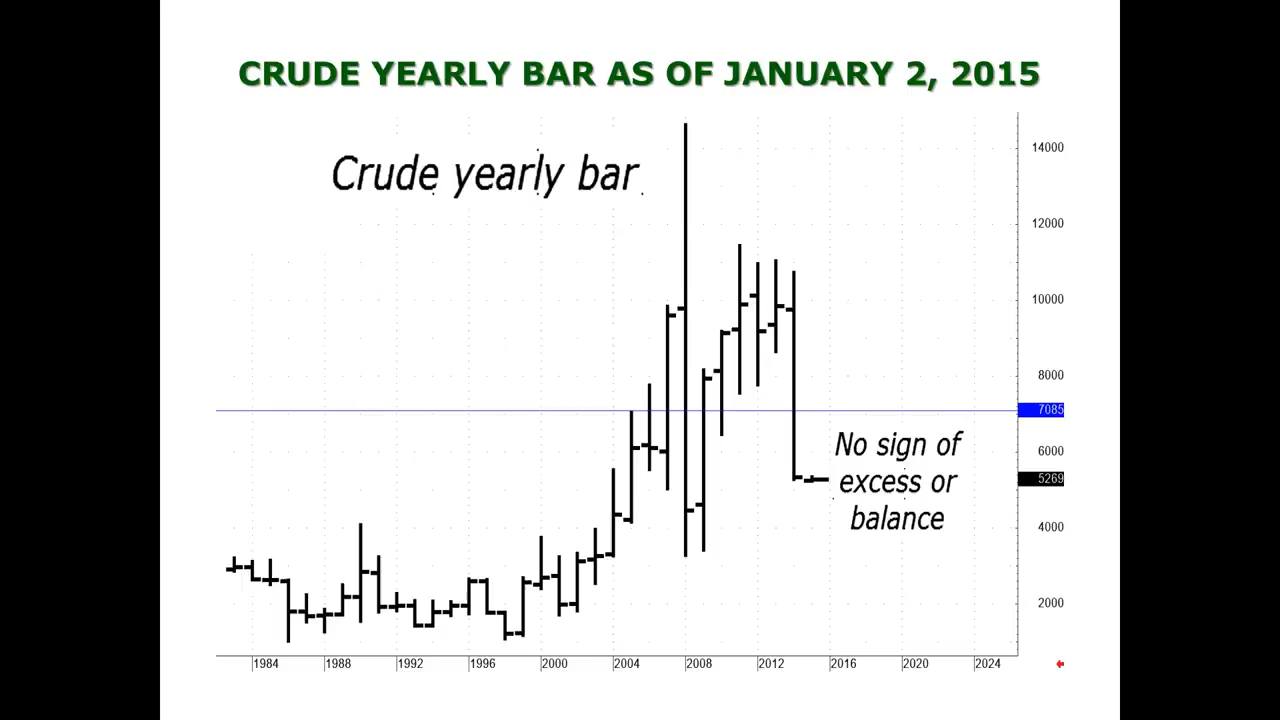 CRUDE YEARLY BAR AS OF JANUARY 2, 2015
Crude yearly bar
14000
12000
10000
8000
7085
6000
5269
4000
2000
No sign of
excess or
balance
1984 1988 1992 1996 2000 2004 2008 2012 2016 2020 2024